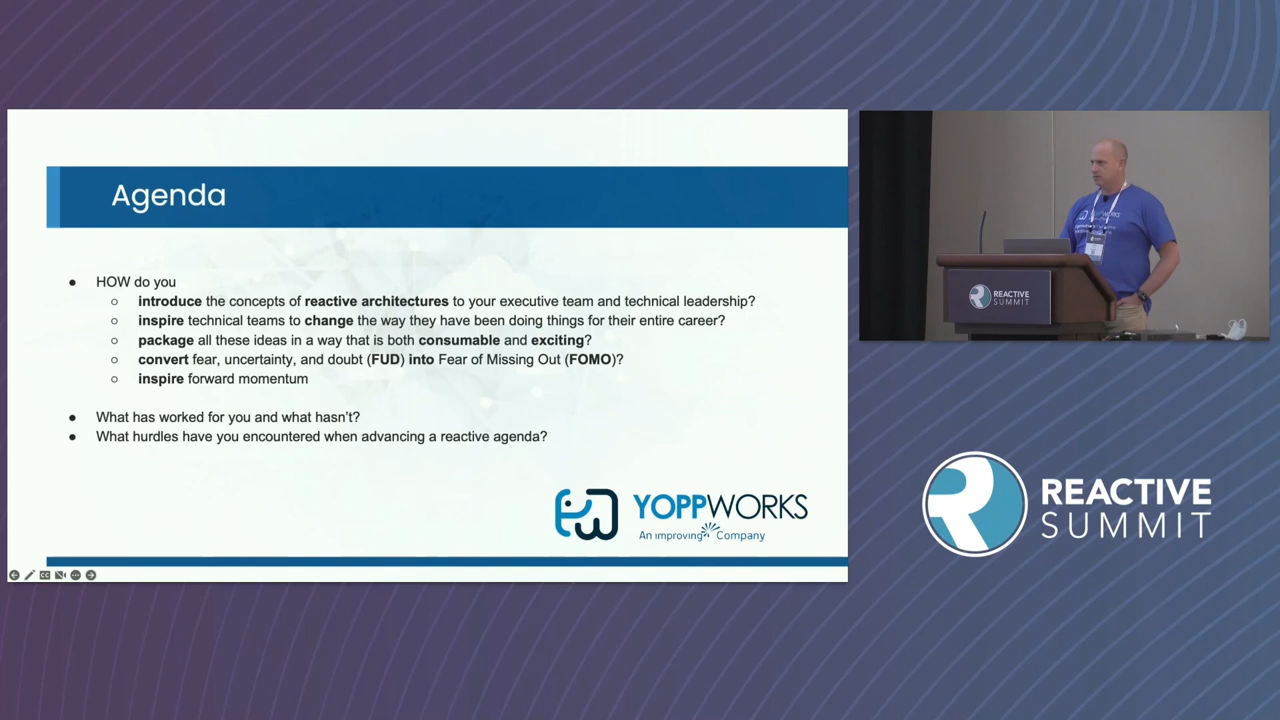 Agenda
● HOW do you
○ introduce the concepts of reactive architectures to your executive team and technical leadership?
○ inspire technical teams to change the way they have been doing things for their entire career?
○ package all these ideas in a way that is both consumable and exciting?
○ convert fear, uncertainty, and doubt (FUD) into Fear of Missing Out (FOMO)?
○ inspire forward momentum
● What has worked for you and what hasn't?
● What hurdles have you encountered when advancing a reactive agenda?
YOPPWORKS
An improving Company
CC
REACTIVE
SUMMIT
REACTIVE
SUMMIT